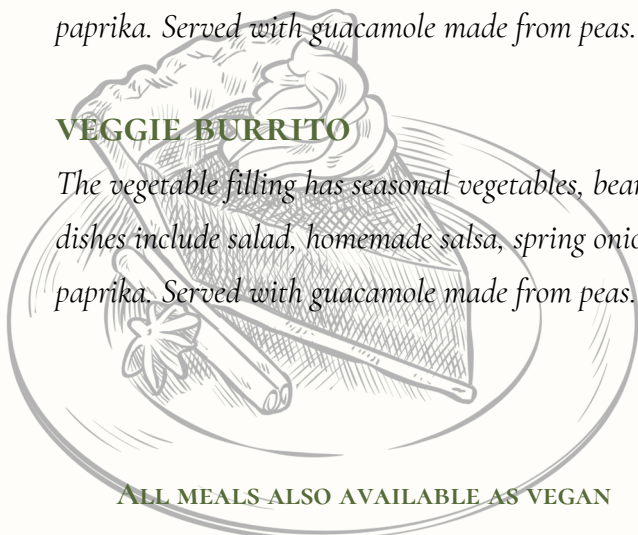 paprika. Served with guacamole made from peas.
VEGGIE BURRITO
The vegetable filling has seasonal vegetables,
dishes include salad, homemade salsa, spring
paprika. Served with guacamole made from peas.
All meals also available as vegan